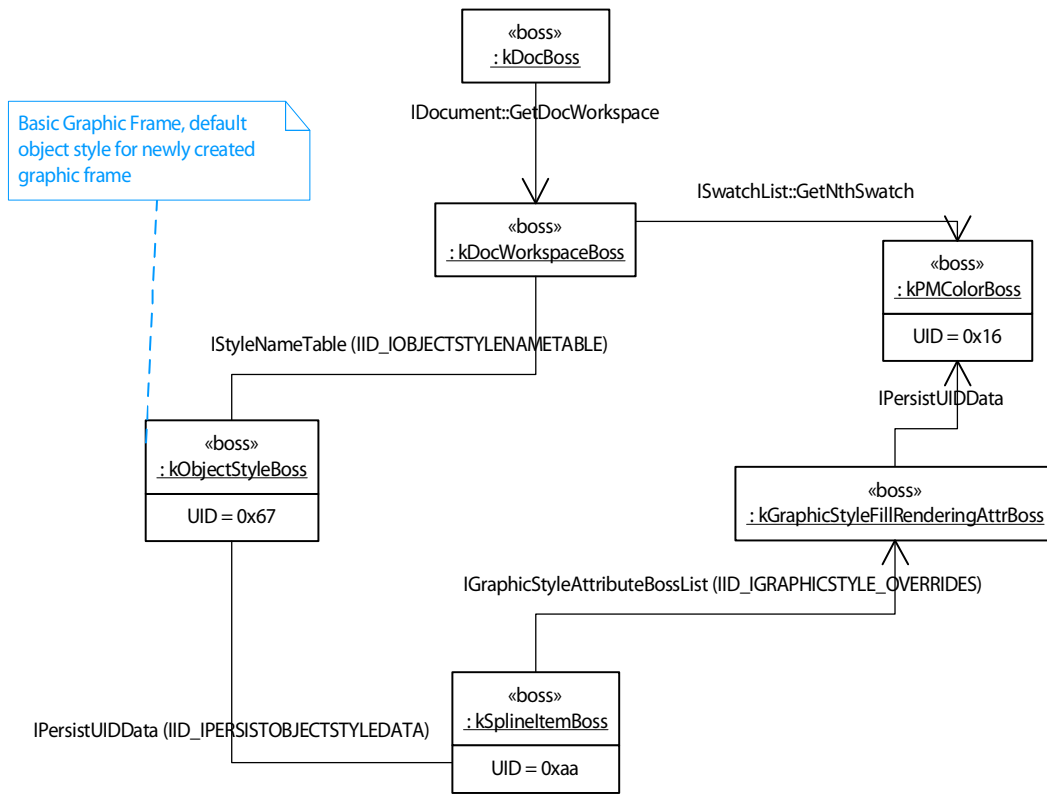 «boss»
: kDocBoss
IDocument::GetDocWorkspace
Basic Graphic Frame, default
object style for newly created
graphic frame
ISwatchList::GetNthSwatch
«boss»
: kDocWorkspaceBoss
«boss»
: kPMColorBoss
UID = 0x16
IStyleNameTable (IID_IOBJECTSTYLENAMETABLE)
IPersistUIDData
«boss»
: kObjectStyleBoss
UID = 0x67
«boss»
: kGraphicStyleFillRenderingAttrBoss
IGraphicStyleAttributeBossList (IID_IGRAPHICSTYLE_OVERRIDES)
«boss»
: kSplineItemBoss
UID = 0xaa
IPersistUIDData (IID_IPERSISTOBJECTSTYLEDATA)